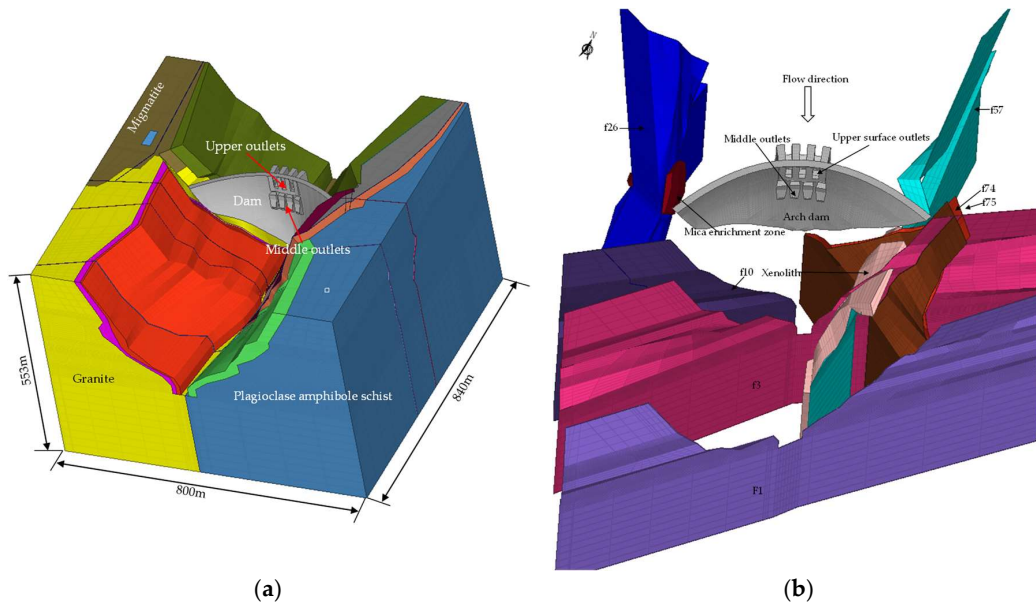 Migmatite
Upper outlets
Dam
Middle outlets
Granite
Plagioclase amphibole schist
553m
800m
840m
(a)
N
Flow direction
f26
f57
Middle outlets
Upper surface outlets
Arch dam
f74
f75
Mica enrichment zone
Xenolith
f10
f3
F1
(b)